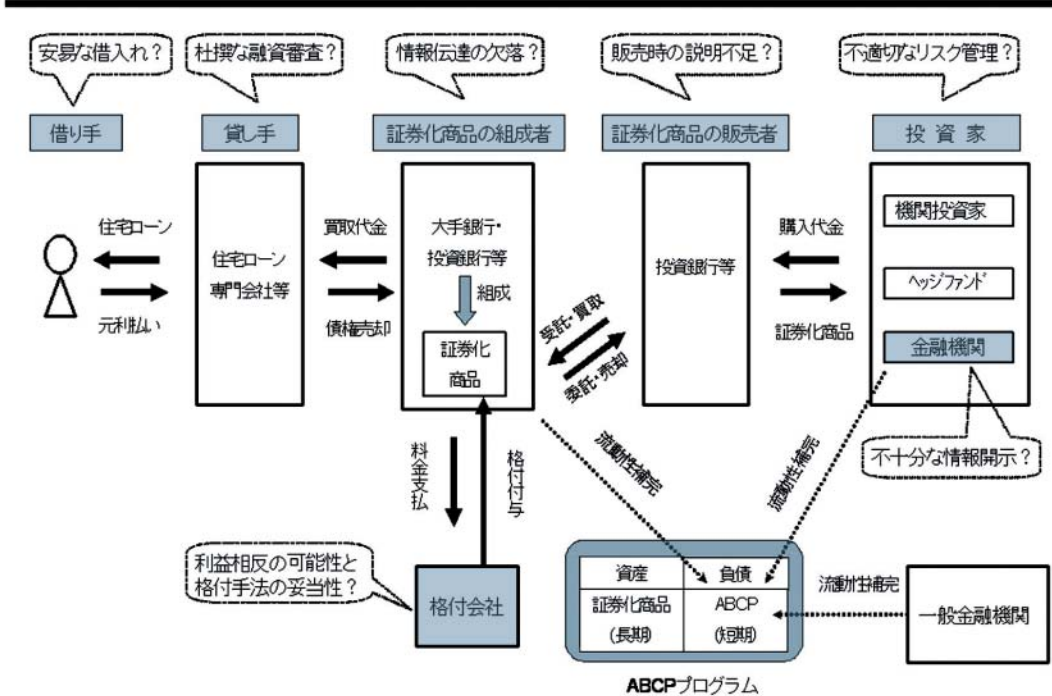 安易な借入れ？
杜撰な融資審査？
情報伝達の欠落？
販売時の説明不足？
不適切なリスク管理？
借り手
貸し手
証券化商品の組成者
証券化商品の販売者
投資家
住宅ローン
元利払い
住宅ローン
専門会社等
買取代金
債権売却
大手銀行・
投資銀行等
組成
証券化
商品
受託・買取
委託・売却
投資銀行等
購入代金
証券化商品
機関投資家
ヘッジファンド
金融機関
不十分な情報開示？
料金支払
格付付与
流動性補完
流動性補完
利益相反の可能性と
格付手法の妥当性？
格付会社
資産
負債
証券化商品
(長期)
ABCP
(短期)
流動性補完
一般金融機関
ABCPプログラム